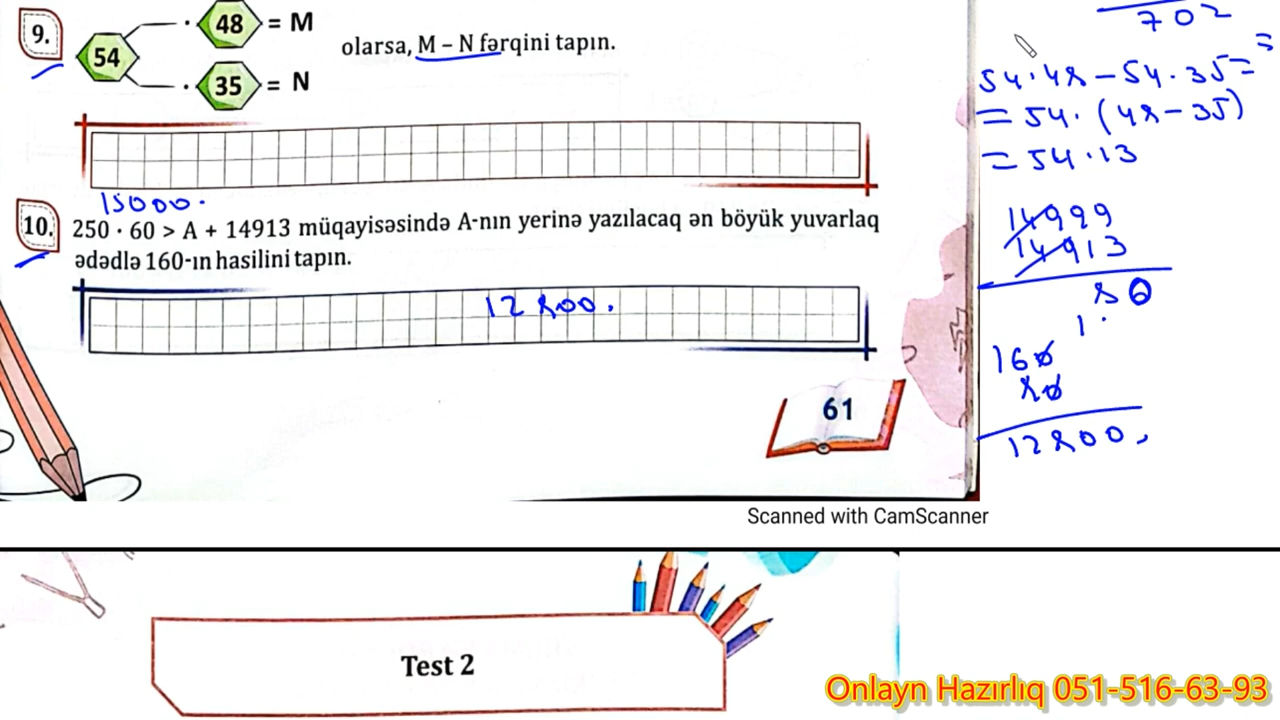 9.
54
· 48 = M
· 35 = N
olarsa, M – N fərqini tapın.
702
54·48 – 54·35 =
= 54·(48 – 35)
= 54·13
15000.
10. 250 · 60 > A + 14913 müqayisəsində A-nın yerinə yazılacaq ən böyük yuvarlaq
ədədlə 160-ın hasilini tapın.
12800.
14999
14913
86
160
80
12800.
61
Scanned with CamScanner
Test 2
Onlayn Hazırlıq 051-516-63-93